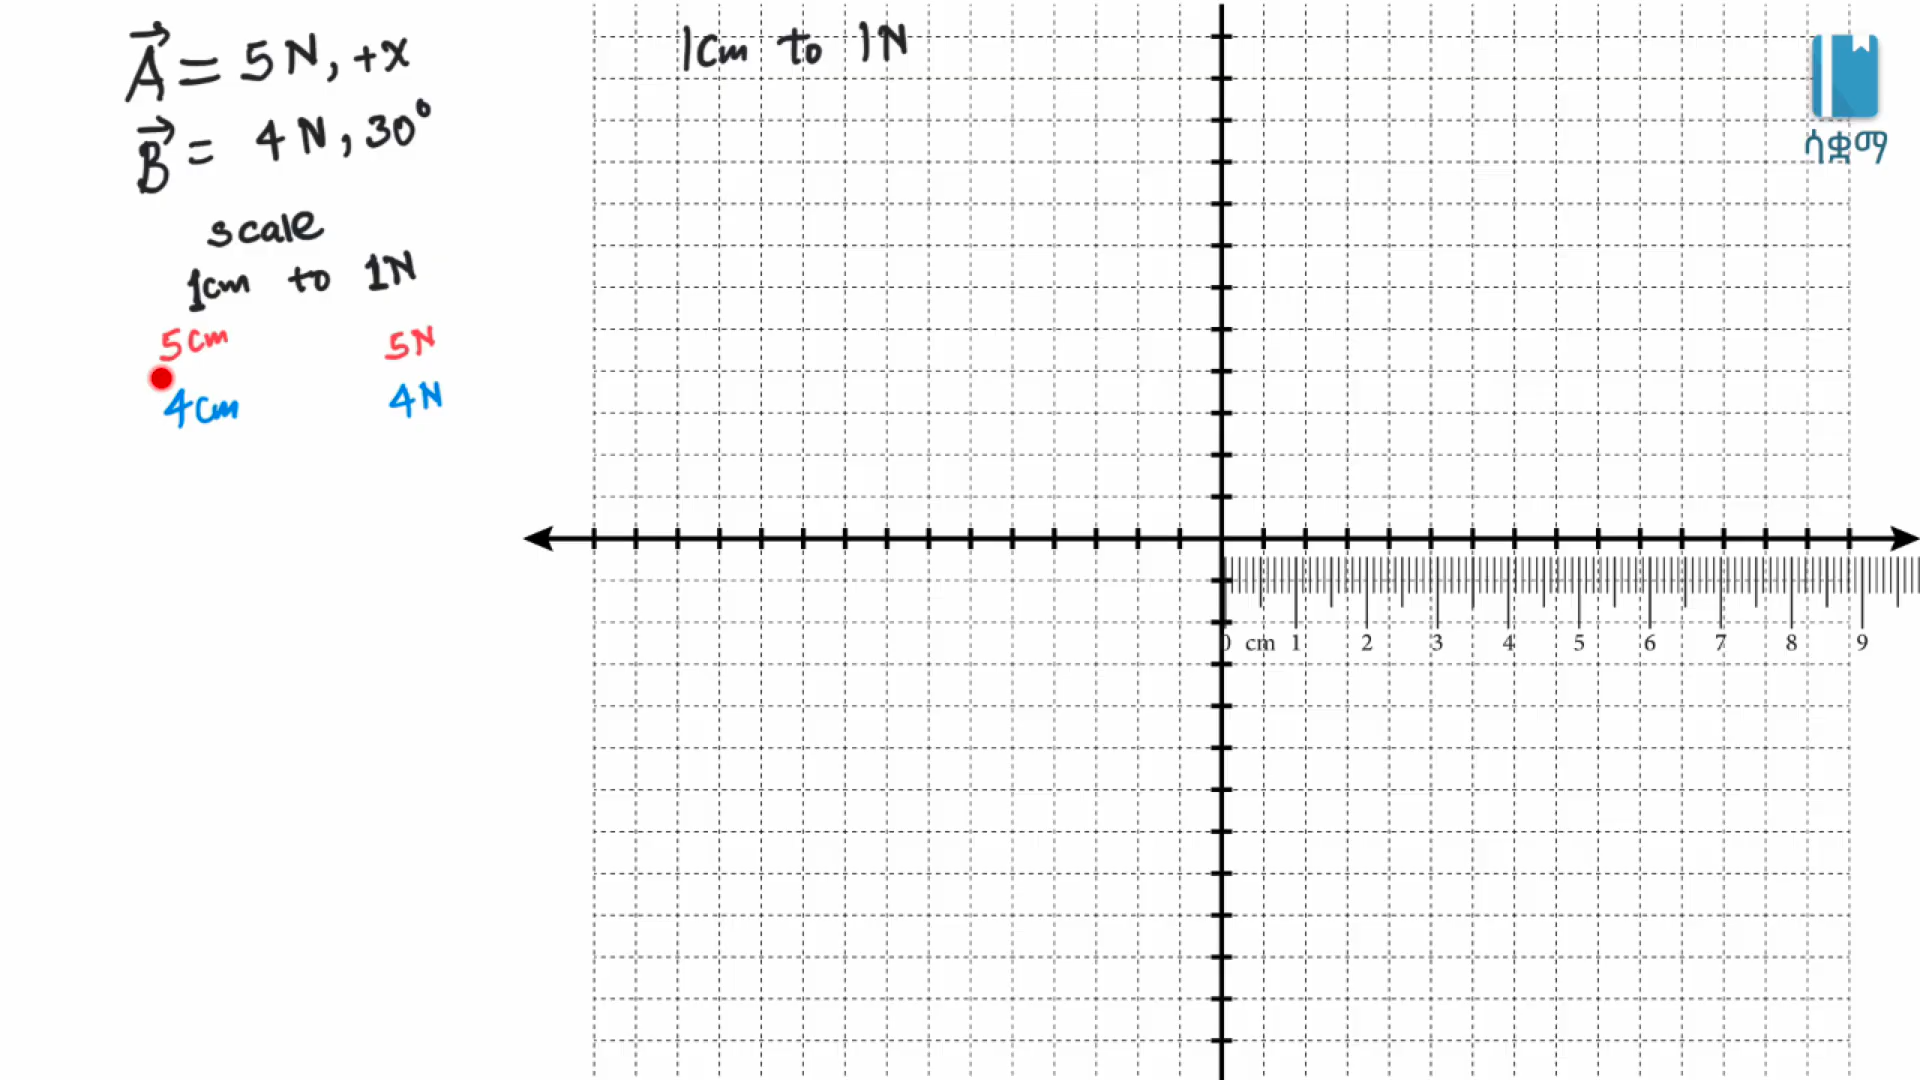 A = 5N, +x
B = 4N, 30°
scale
1cm to 1N
5cm 5N
4cm 4N
1cm to 1N
ሳቋማ
0 cm 1 2 3 4 5 6 7 8 9